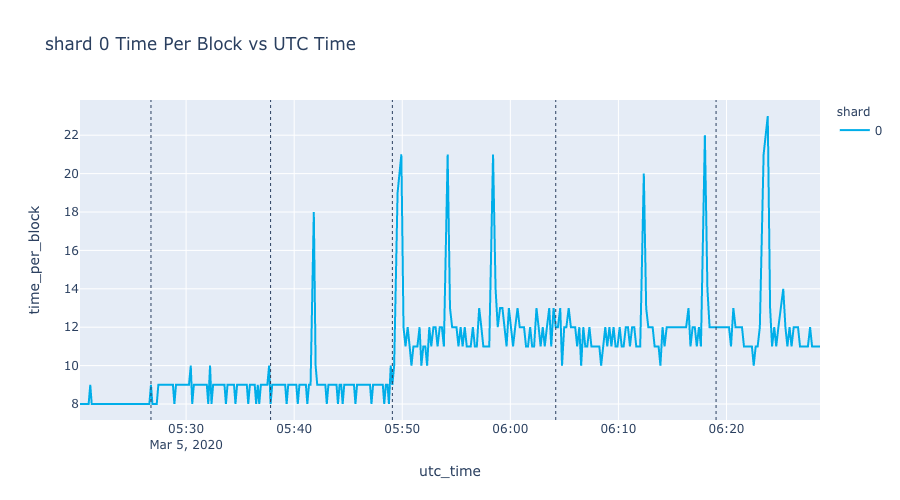 shard 0 Time Per Block vs UTC Time
shard
0
22
20
18
16
14
12
10
8
time_per_block
05:30 05:40 05:50 06:00 06:10 06:20
Mar 5, 2020
utc_time